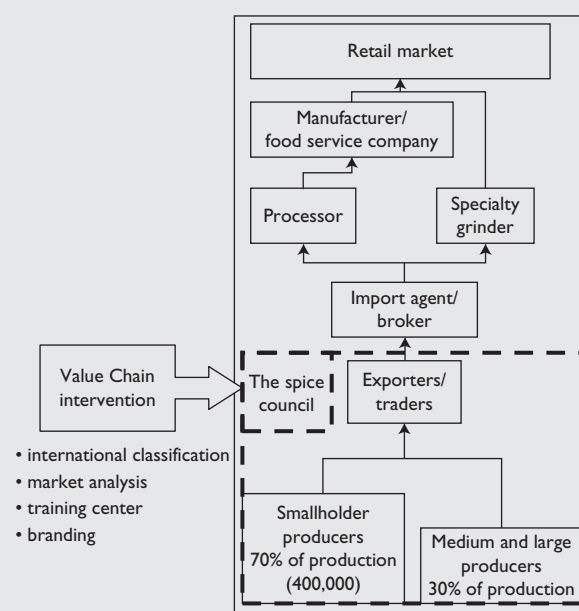 Retail market
Manufacturer/
food service company
Processor
Specialty
grinder
Import agent/
broker
Value Chain
intervention
The spice
council
Exporters/
traders
• international classification
• market analysis
• training center
• branding
Smallholder
producers
70% of production
(400,000)
Medium and large
producers
30% of production